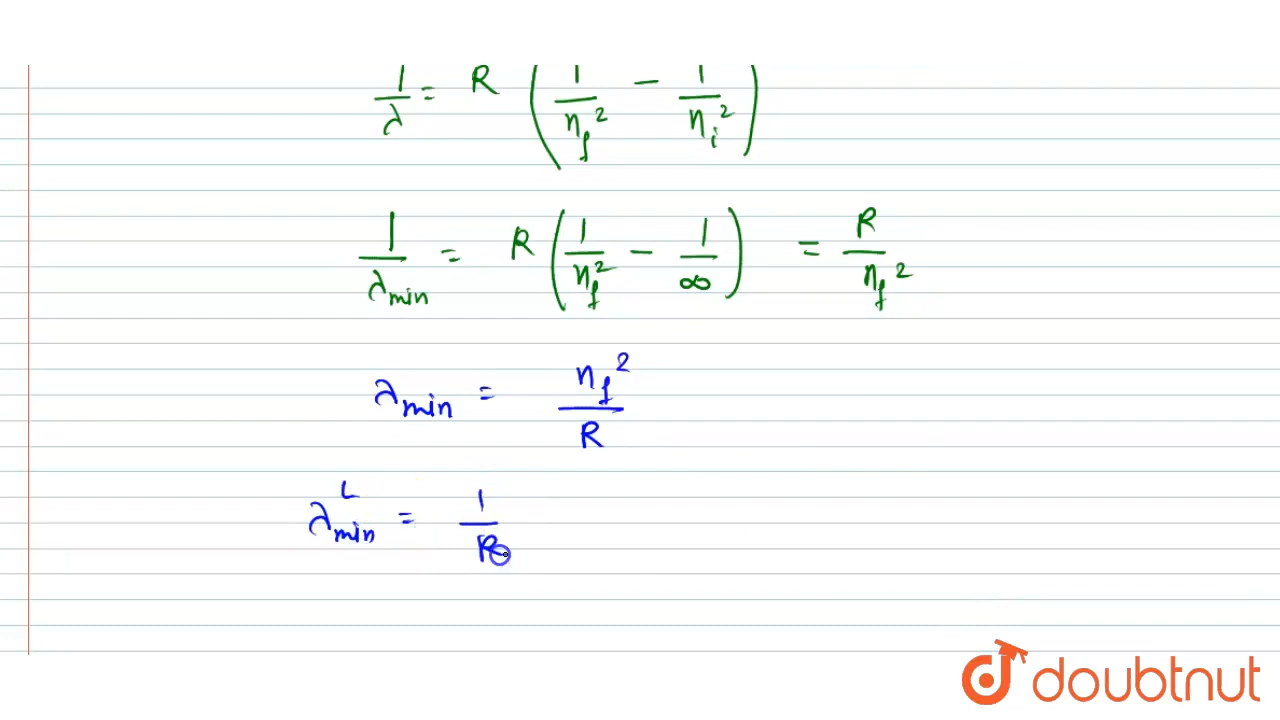 1/λ = R (1/n_f² − 1/n_i²)
1/λ_min = R (1/n_f² − 1/∞) = R/n_f²
λ_min = n_f²/R
λ^L_min = 1/R
doubtnut